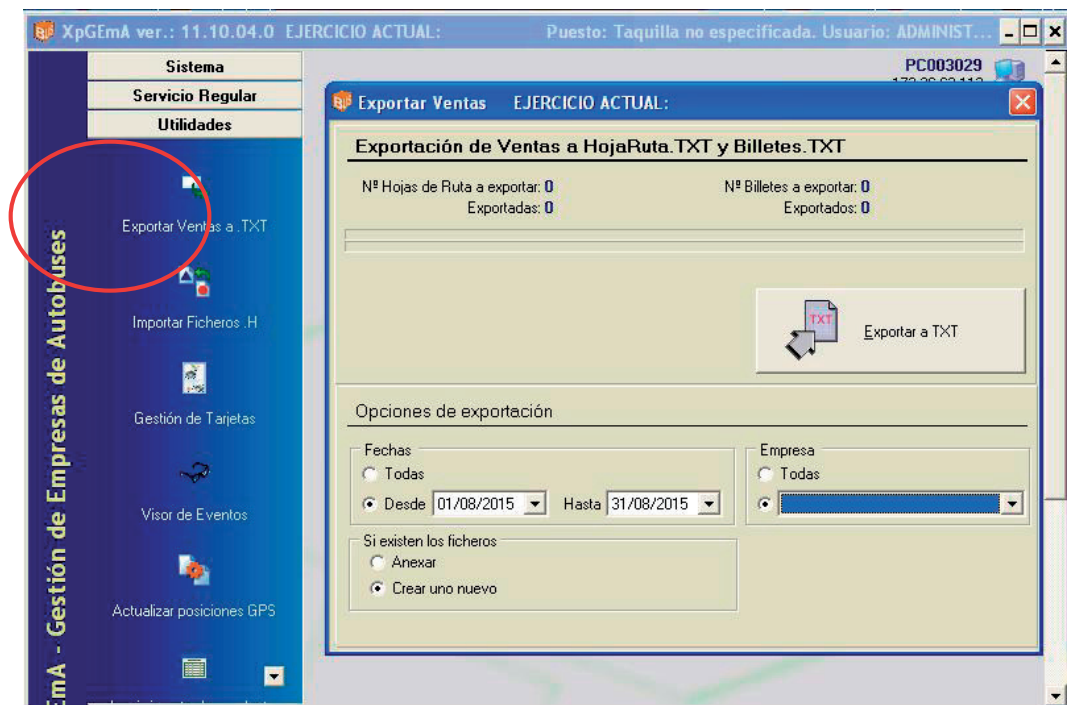 XpGEmA ver.: 11.10.04.0 EJERCICIO ACTUAL: Puesto: Taquilla no especificada. Usuario: ADMINIST...
Sistema
Servicio Regular
Utilidades
Exportar Ventas a .TXT
Importar Ficheros .H
Gestión de Tarjetas
Visor de Eventos
Actualizar posiciones GPS
EmA - Gestión de Empresas de Autobuses
PC003029
Exportar Ventas EJERCICIO ACTUAL:
Exportación de Ventas a HojaRuta.TXT y Billetes.TXT
Nº Hojas de Ruta a exportar: 0 Nº Billetes a exportar: 0
Exportadas: 0 Exportados: 0
TXT
Exportar a TXT
Opciones de exportación
Fechas
Todas
Desde 01/08/2015 Hasta 31/08/2015
Empresa
Todas
Si existen los ficheros
Anexar
Crear uno nuevo